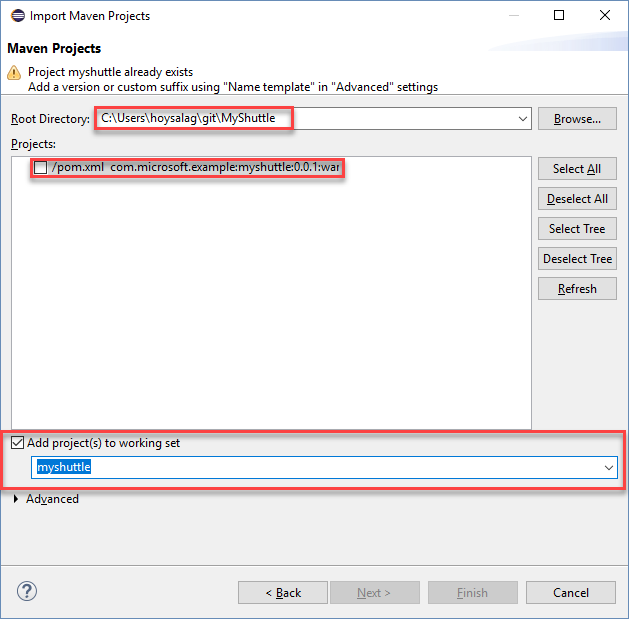 Import Maven Projects
Maven Projects
Project myshuttle already exists
Add a version or custom suffix using "Name template" in "Advanced" settings
Root Directory: C:\Users\hoysalag\git\MyShuttle Browse...
Projects:
/pom.xml com.microsoft.example:myshuttle:0.0.1:war
Select All
Deselect All
Select Tree
Deselect Tree
Refresh
Add project(s) to working set
myshuttle
Advanced
? < Back Next > Finish Cancel